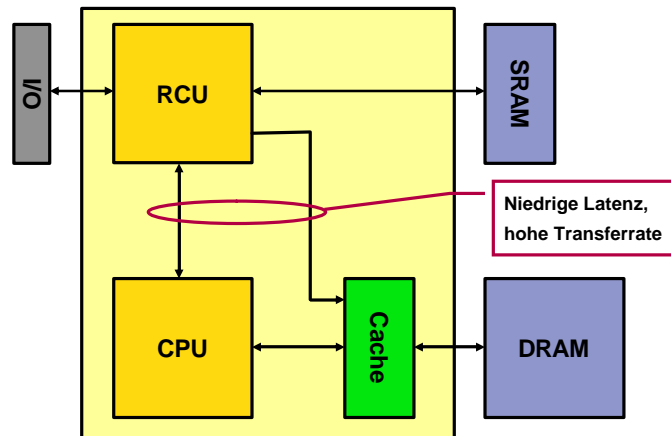 I/O
RCU
SRAM
Niedrige Latenz,
hohe Transferrate
CPU
Cache
DRAM